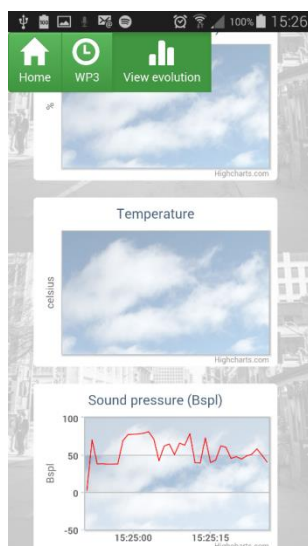 100% 15:26
Home WP3 View evolution
%
Highcharts.com
Temperature
celsius
Highcharts.com
Sound pressure (Bspl)
Bspl
100
50
0
-50
15:25:00 15:25:15
Highcharts.com